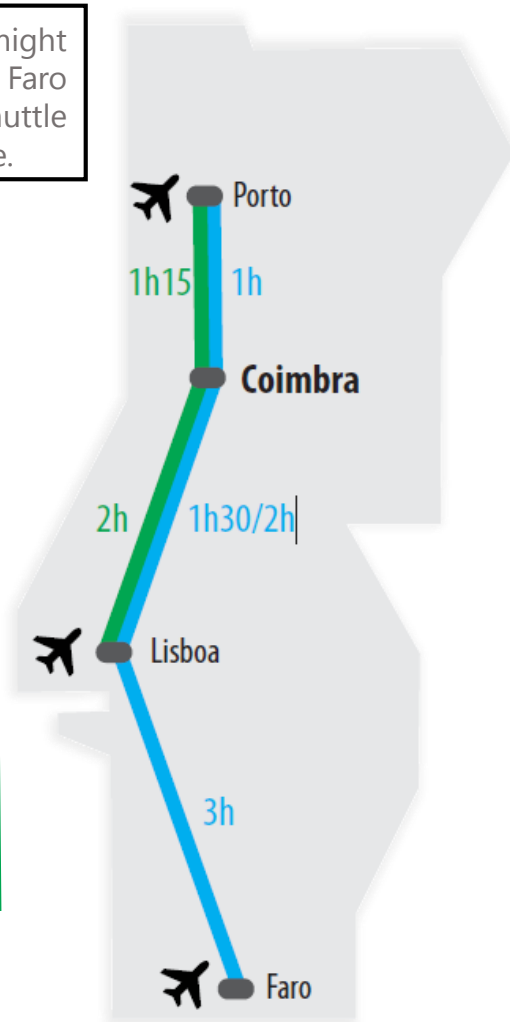 night
Faro
uttle
e.
Porto
1h15 1h
Coimbra
2h 1h30/2h
Lisboa
3h
Faro